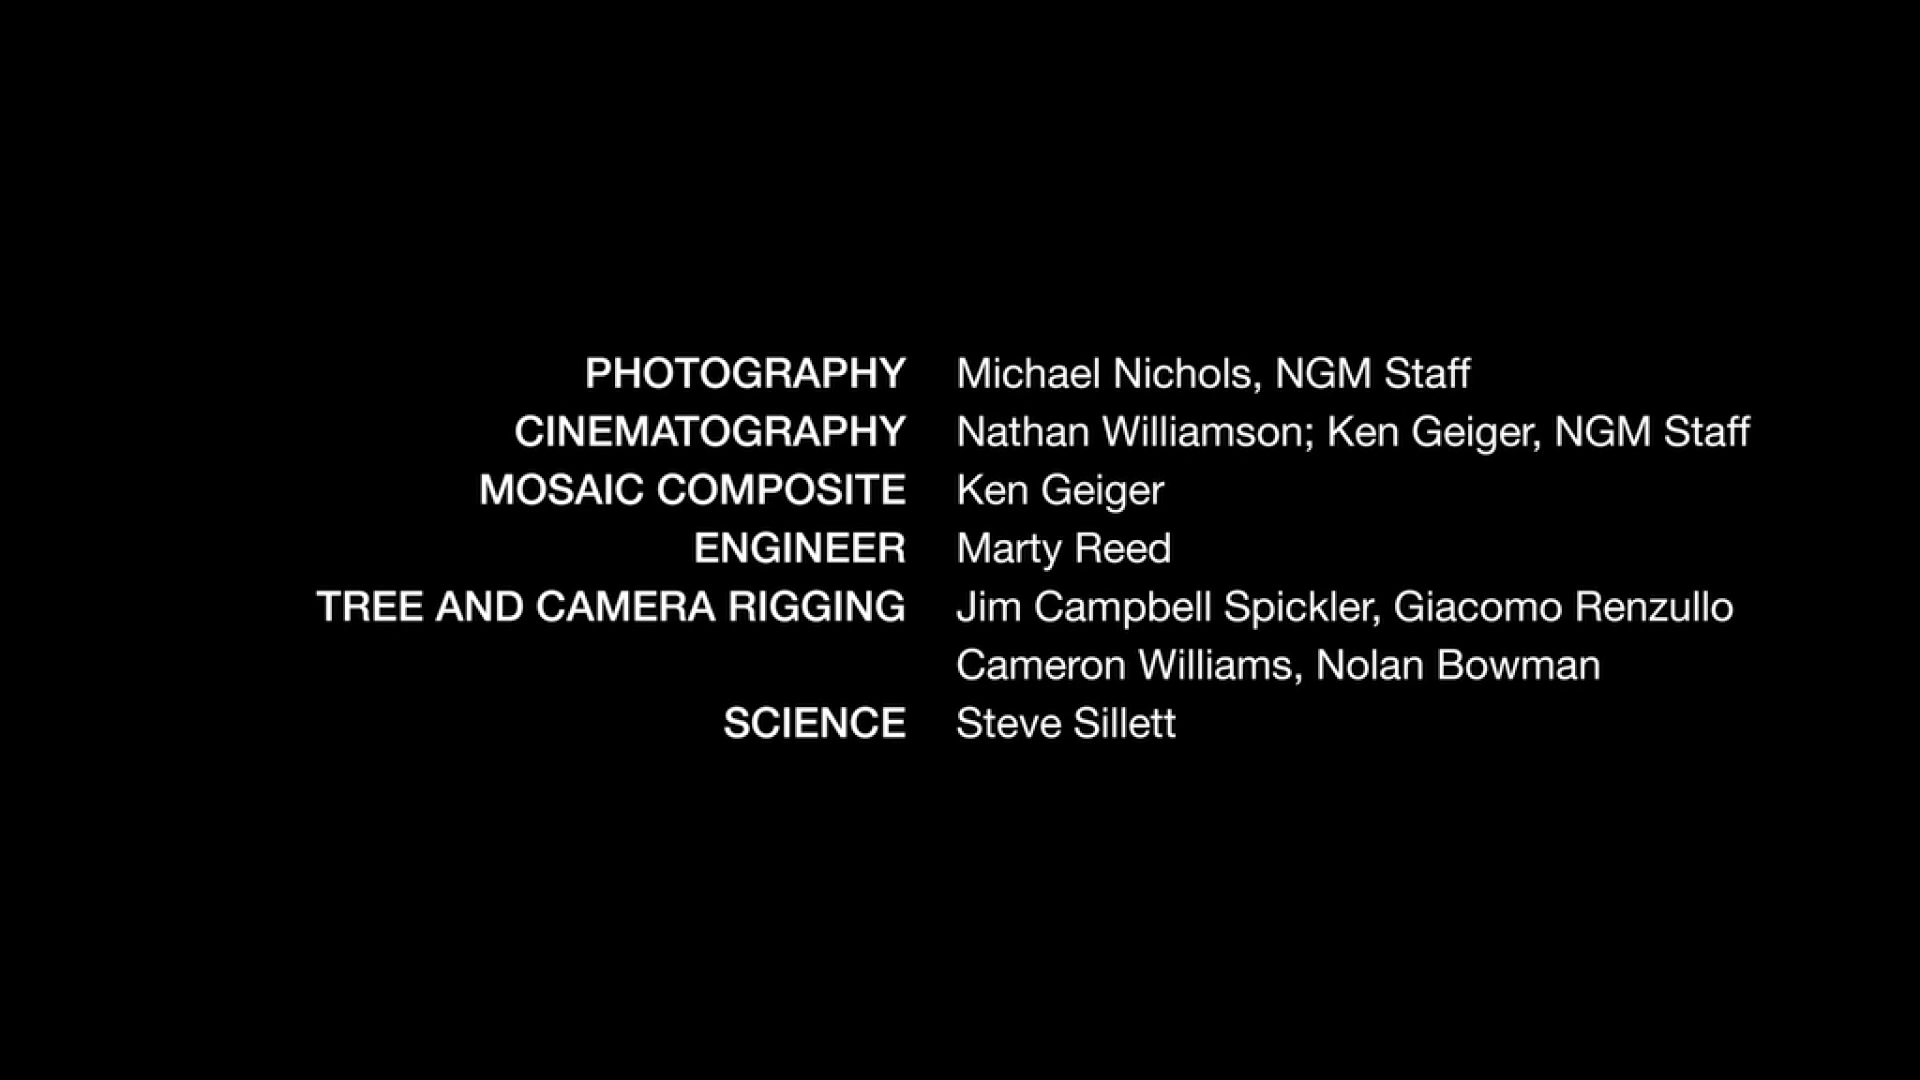 PHOTOGRAPHY Michael Nichols, NGM Staff
CINEMATOGRAPHY Nathan Williamson; Ken Geiger, NGM Staff
MOSAIC COMPOSITE Ken Geiger
ENGINEER Marty Reed
TREE AND CAMERA RIGGING Jim Campbell Spickler, Giacomo Renzullo
Cameron Williams, Nolan Bowman
SCIENCE Steve Sillett